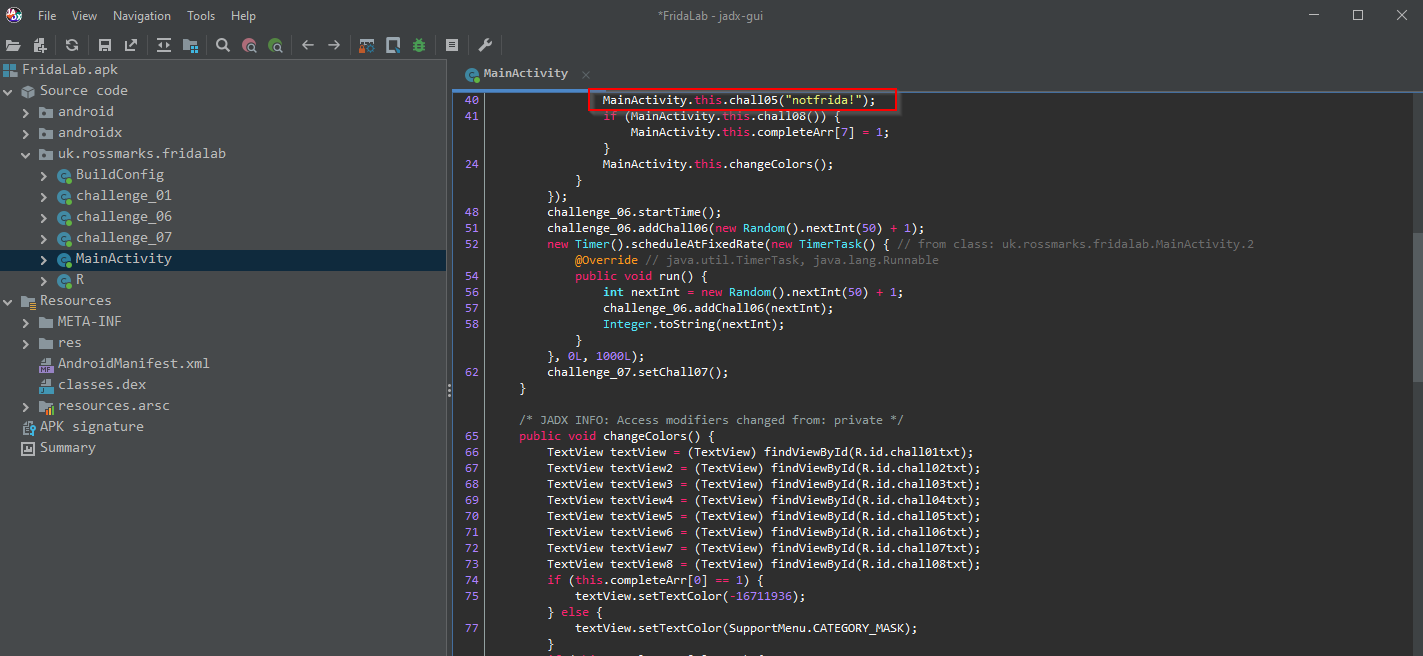 File View Navigation Tools Help *FridaLab - jadx-gui
FridaLab.apk
Source code
android
androidx
uk.rossmarks.fridalab
BuildConfig
challenge_01
challenge_06
challenge_07
MainActivity
R
Resources
META-INF
res
AndroidManifest.xml
classes.dex
resources.arsc
APK signature
Summary
MainActivity
40 MainActivity.this.chall05("notfrida!");
41 if (MainActivity.this.chall08()) {
MainActivity.this.completeArr[7] = 1;
}
24 MainActivity.this.changeColors();
}
});
48 challenge_06.startTime();
51 challenge_06.addChall06(new Random().nextInt(50) + 1);
52 new Timer().scheduleAtFixedRate(new TimerTask() { // from class: uk.rossmarks.fridalab.MainActivity.2
@Override // java.util.TimerTask, java.lang.Runnable
54 public void run() {
56 int nextInt = new Random().nextInt(50) + 1;
57 challenge_06.addChall06(nextInt);
58 Integer.toString(nextInt);
}
}, 0L, 1000L);
62 challenge_07.setChall07();
}
/* JADX INFO: Access modifiers changed from: private */
65 public void changeColors() {
66 TextView textView = (TextView) findViewById(R.id.chall01txt);
67 TextView textView2 = (TextView) findViewById(R.id.chall02txt);
68 TextView textView3 = (TextView) findViewById(R.id.chall03txt);
69 TextView textView4 = (TextView) findViewById(R.id.chall04txt);
70 TextView textView5 = (TextView) findViewById(R.id.chall05txt);
71 TextView textView6 = (TextView) findViewById(R.id.chall06txt);
72 TextView textView7 = (TextView) findViewById(R.id.chall07txt);
73 TextView textView8 = (TextView) findViewById(R.id.chall08txt);
74 if (this.completeArr[0] == 1) {
75 textView.setTextColor(-16711936);
} else {
77 textView.setTextColor(SupportMenu.CATEGORY_MASK);
}